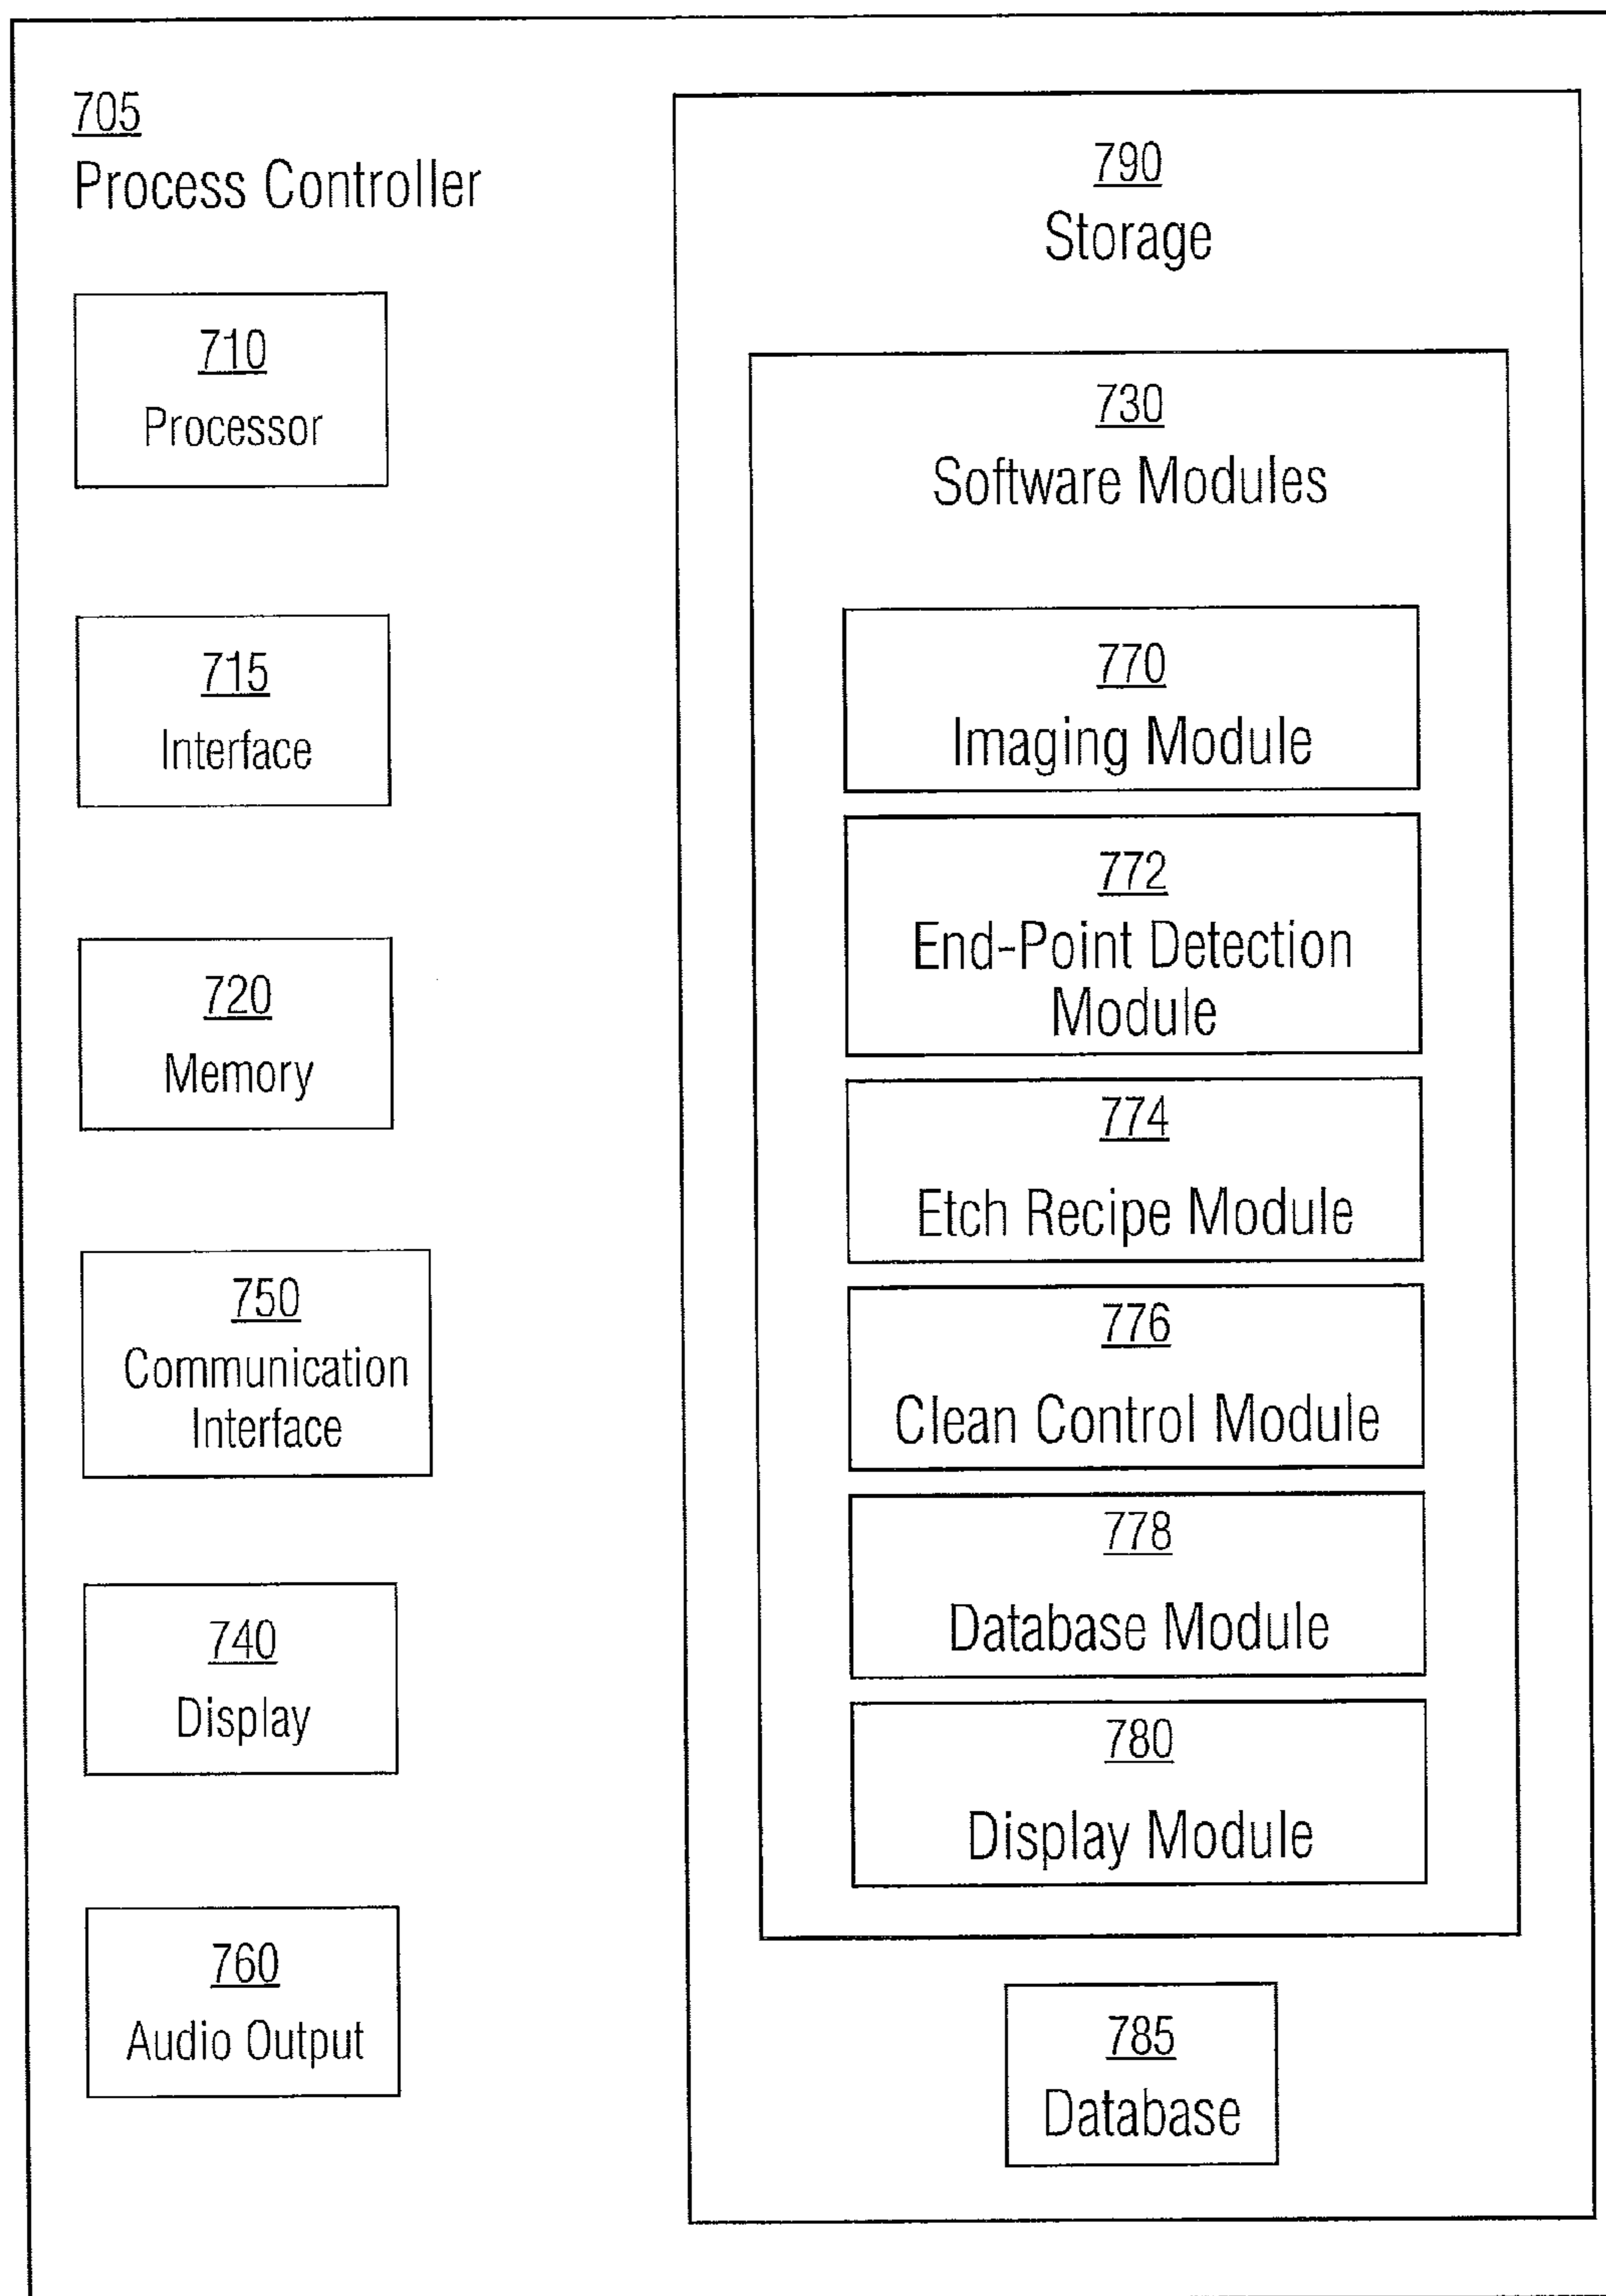 705
Process Controller
710
Processor
715
Interface
720
Memory
750
Communication
Interface
740
Display
760
Audio Output
790
Storage
730
Software Modules
770
Imaging Module
772
End-Point Detection
Module
774
Etch Recipe Module
776
Clean Control Module
778
Database Module
780
Display Module
785
Database